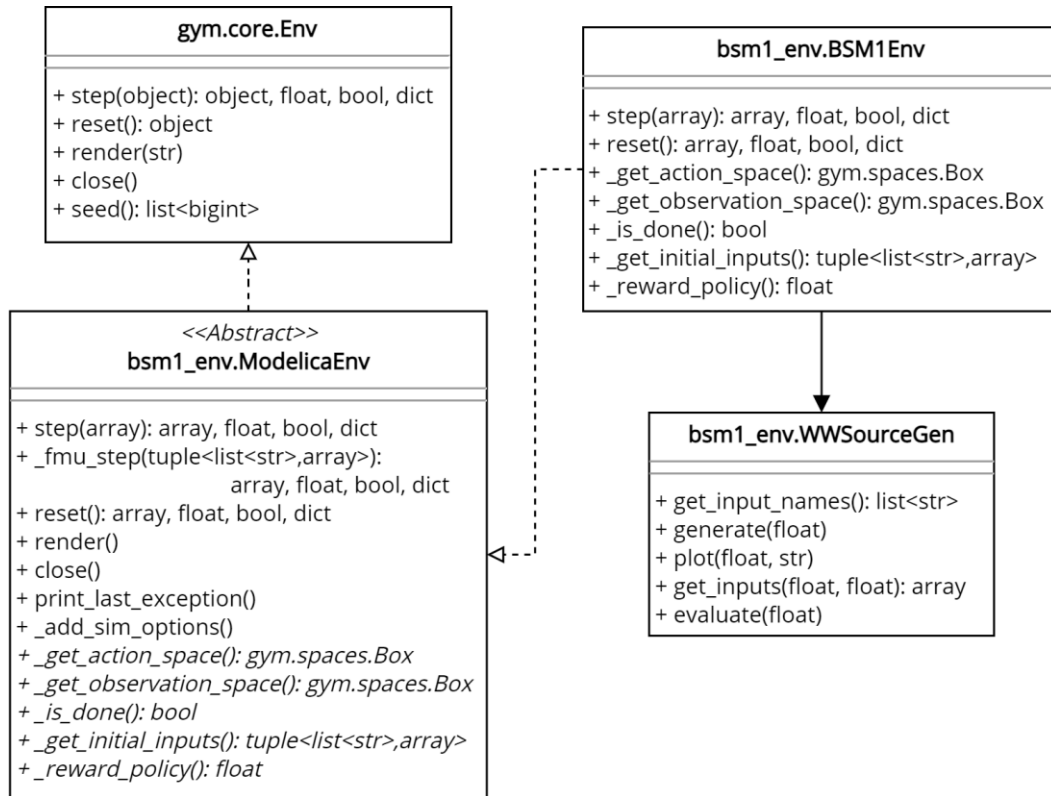 gym.core.Env
+ step(object): object, float, bool, dict
+ reset(): object
+ render(str)
+ close()
+ seed(): list<bigint>
bsm1_env.BSM1Env
+ step(array): array, float, bool, dict
+ reset(): array, float, bool, dict
+ _get_action_space(): gym.spaces.Box
+ _get_observation_space(): gym.spaces.Box
+ _is_done(): bool
+ _get_initial_inputs(): tuple<list<str>,array>
+ _reward_policy(): float
<<Abstract>>
bsm1_env.ModelicaEnv
+ step(array): array, float, bool, dict
+ _fmu_step(tuple<list<str>,array>):
array, float, bool, dict
+ reset(): array, float, bool, dict
+ render()
+ close()
+ print_last_exception()
+ _add_sim_options()
+ _get_action_space(): gym.spaces.Box
+ _get_observation_space(): gym.spaces.Box
+ _is_done(): bool
+ _get_initial_inputs(): tuple<list<str>,array>
+ _reward_policy(): float
bsm1_env.WWSourceGen
+ get_input_names(): list<str>
+ generate(float)
+ plot(float, str)
+ get_inputs(float, float): array
+ evaluate(float)